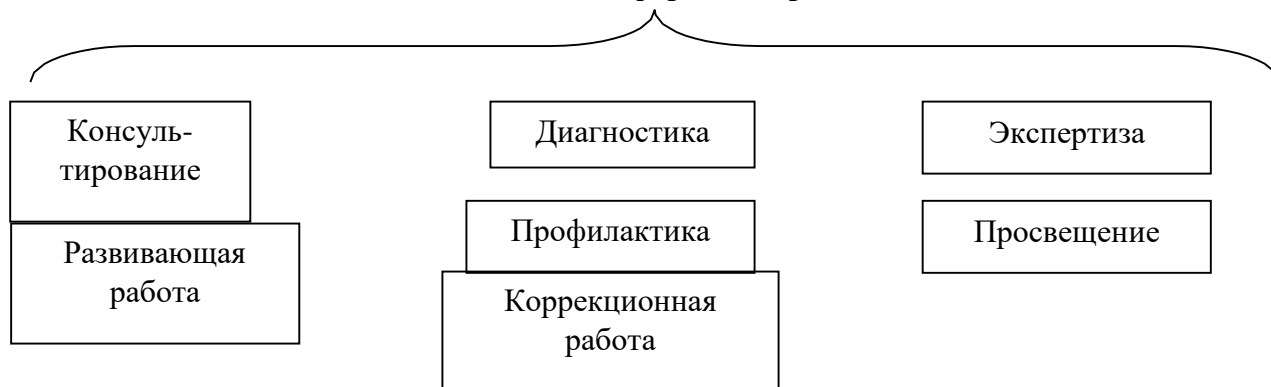 Консуль-
тирование
Диагностика
Экспертиза
Развивающая
работа
Профилактика
Просвещение
Коррекционная
работа